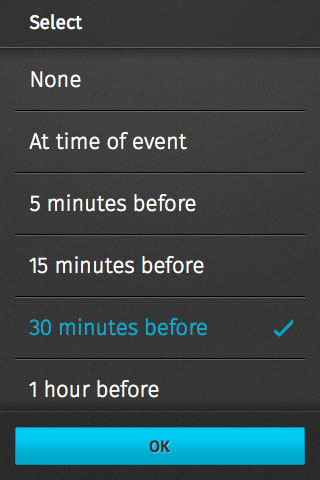 Select
None
At time of event
5 minutes before
15 minutes before
30 minutes before
1 hour before
OK